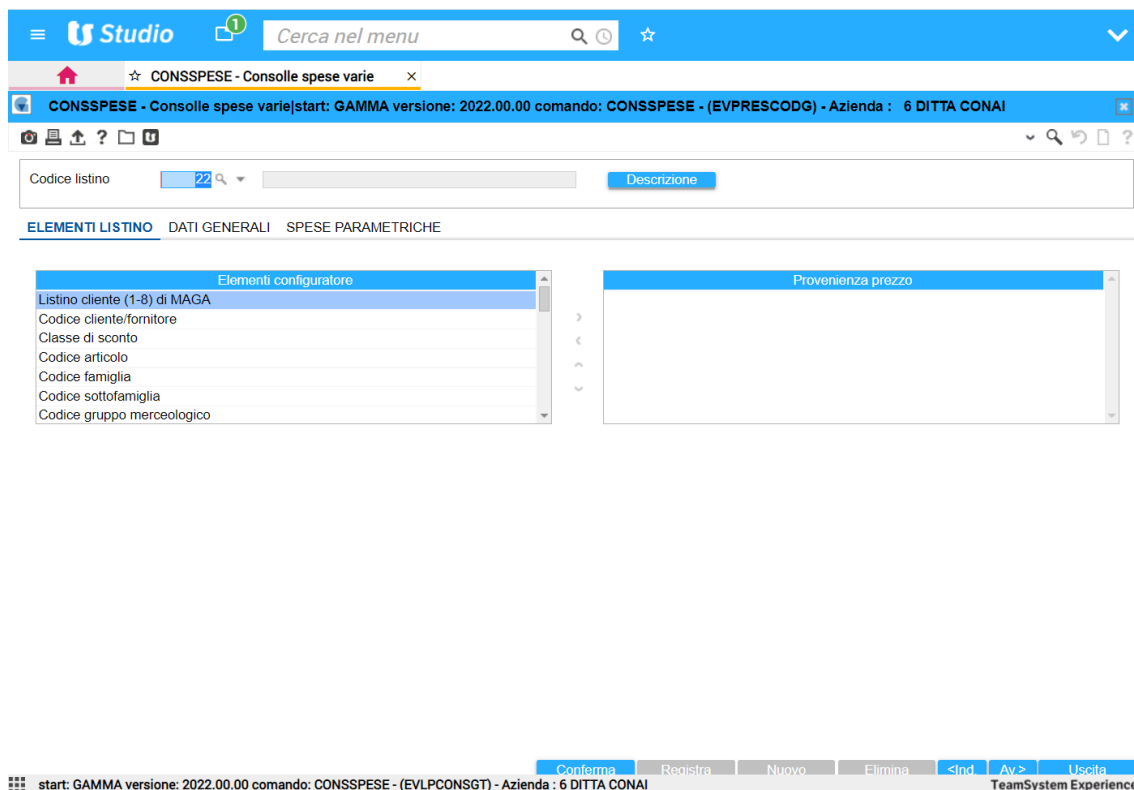 Studio 1 Cerca nel menu
CONSSPESE - Consolle spese varie ×
CONSSPESE - Consolle spese varie|start: GAMMA versione: 2022.00.00 comando: CONSSPESE - (EVPRESCODG) - Azienda : 6 DITTA CONAI
Codice listino 22 Descrizione
ELEMENTI LISTINO DATI GENERALI SPESE PARAMETRICHE
Elementi configuratore Provenienza prezzo
Listino cliente (1-8) di MAGA
Codice cliente/fornitore
Classe di sconto
Codice articolo
Codice famiglia
Codice sottofamiglia
Codice gruppo merceologico
Conferma Registra Nuovo Elimina <Ind. Av.> Uscita
start: GAMMA versione: 2022.00.00 comando: CONSSPESE - (EVLPCONSGT) - Azienda : 6 DITTA CONAI TeamSystem Experience